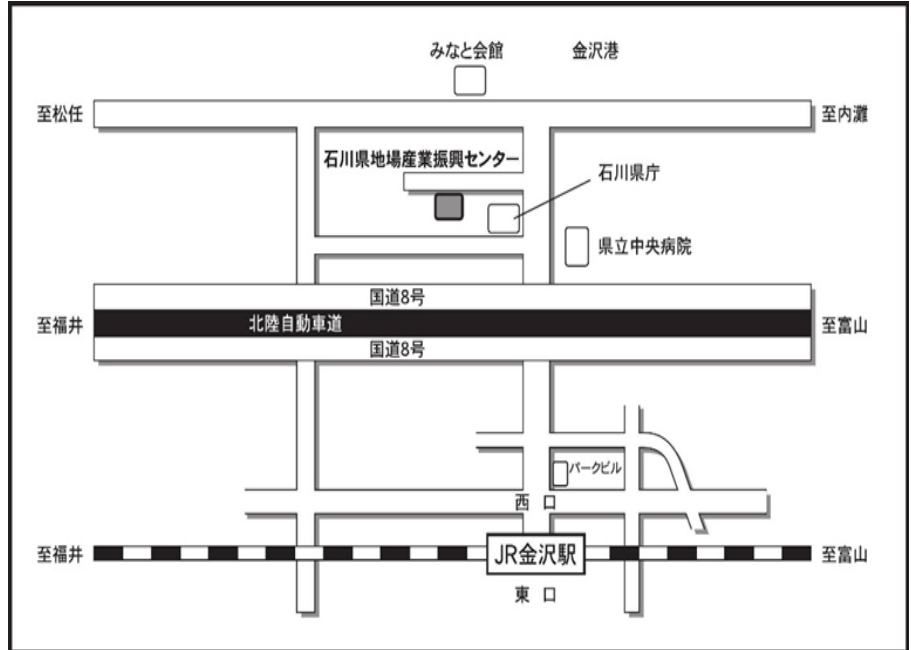 みなと会館
金沢港
至松任
至内灘
石川県地場産業振興センター
石川県庁
県立中央病院
国道8号
至福井
北陸自動車道
至富山
国道8号
パークビル
西 口
至福井
JR金沢駅
至富山
東 口